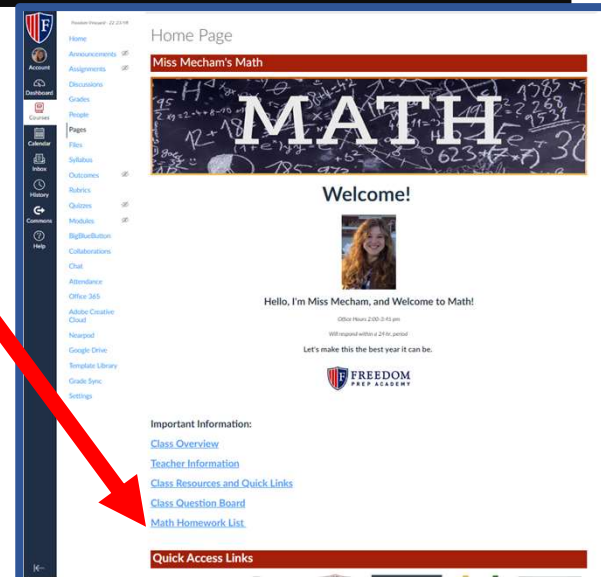 Home Page
Miss Mecham's Math
MATH
Welcome!
Hello, I'm Miss Mecham, and Welcome to Math!
Office Hours 2:00-3:45 pm
Will respond within a 24 hr. period
Let's make this the best year it can be.
F FREEDOM
PREP ACADEMY
Important Information:
Class Overview
Teacher Information
Class Resources and Quick Links
Class Question Board
Math Homework List
Quick Access Links
F
Account
Dashboard
Courses
Calendar
Inbox
History
Commons
Help
Home
Announcements
Assignments
Discussions
Grades
People
Pages
Files
Syllabus
Outcomes
Rubrics
Quizzes
Modules
BigBlueButton
Collaborations
Chat
Attendance
Office 365
Adobe Creative
Cloud
Nearpod
Google Drive
Template Library
Grade Sync
Settings